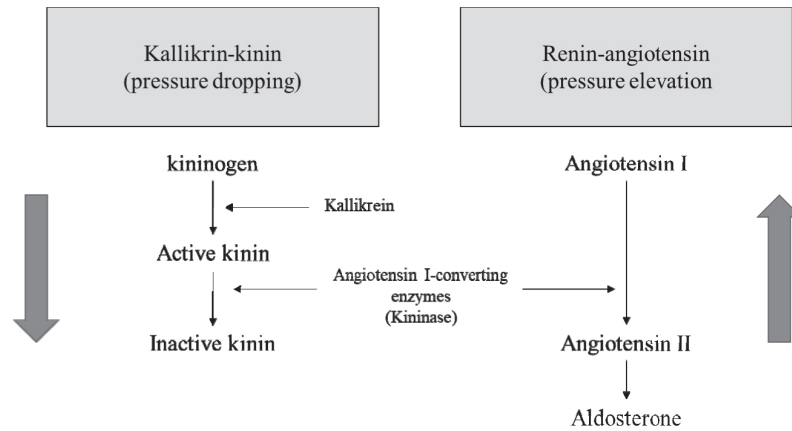 Kallikrin-kinin
(pressure dropping)
Renin-angiotensin
(pressure elevation
kininogen
Kallikrein
Active kinin
Angiotensin I-converting
enzymes
(Kininase)
Inactive kinin
Angiotensin I
Angiotensin II
Aldosterone